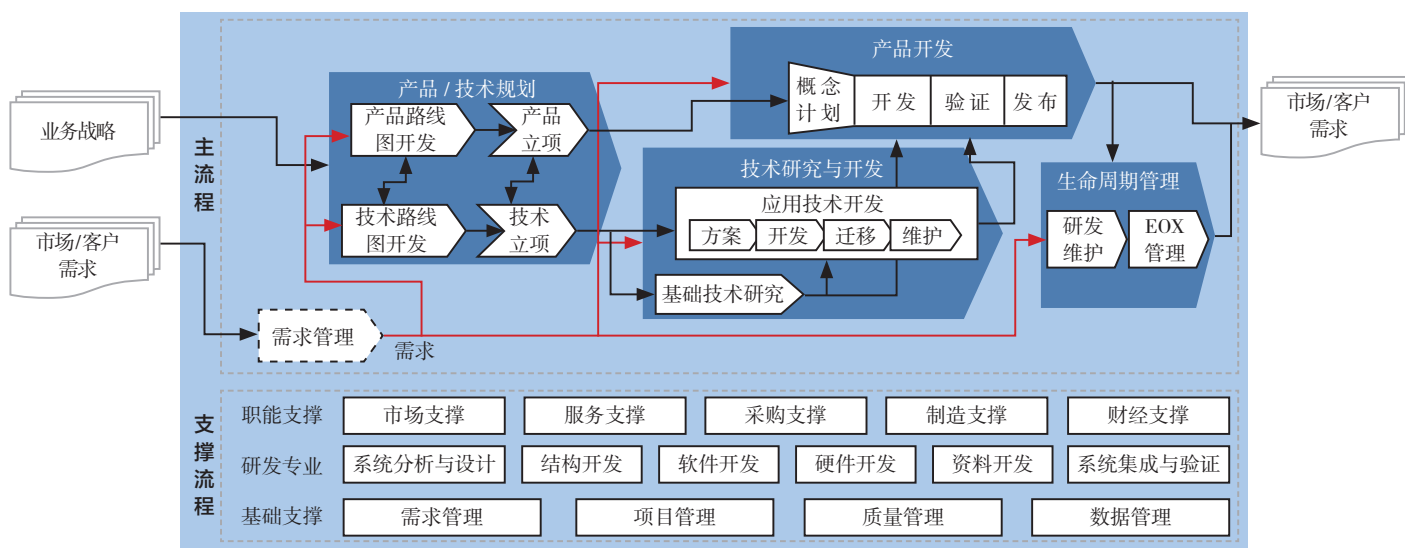 业务战略
市场/客户
需求
主流程
产品/技术规划
产品路线
图开发
产品
立项
技术路线
图开发
技术
立项
需求管理
需求
产品开发
概念
计划
开发
验证
发布
技术研究与开发
应用技术开发
方案
开发
迁移
维护
基础技术研究
生命周期管理
研发
维护
EOX
管理
市场/客户
需求
支撑流程
职能支撑
市场支撑
服务支撑
采购支撑
制造支撑
财经支撑
研发专业
系统分析与设计
结构开发
软件开发
硬件开发
资料开发
系统集成与验证
基础支撑
需求管理
项目管理
质量管理
数据管理